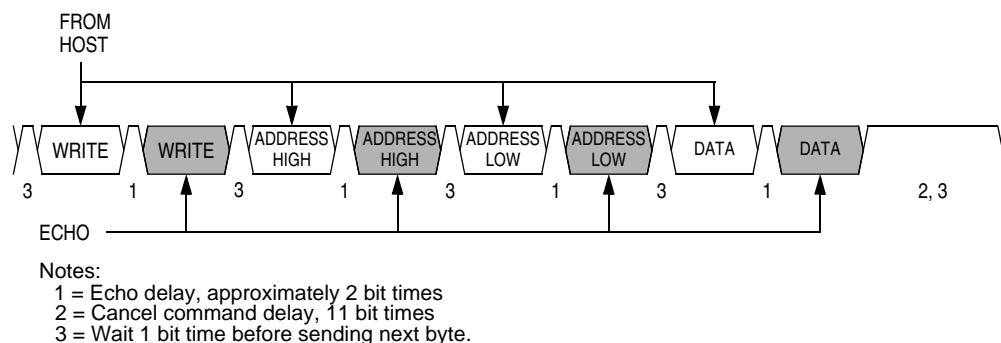 FROM
HOST
WRITE WRITE ADDRESS HIGH ADDRESS HIGH ADDRESS LOW ADDRESS LOW DATA DATA
3 1 3 1 3 1 3 1 2, 3
ECHO
Notes:
1 = Echo delay, approximately 2 bit times
2 = Cancel command delay, 11 bit times
3 = Wait 1 bit time before sending next byte.